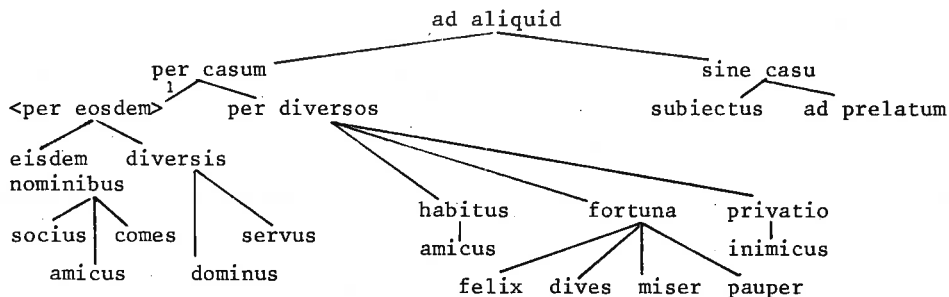 ad aliquid
per casum sine casu
1
<per eosdem> per diversos subiectus ad prelatum
eisdem diversis
nominibus
habitus fortuna privatio
socius comes servus amicus inimicus
amicus dominus
felix dives miser pauper